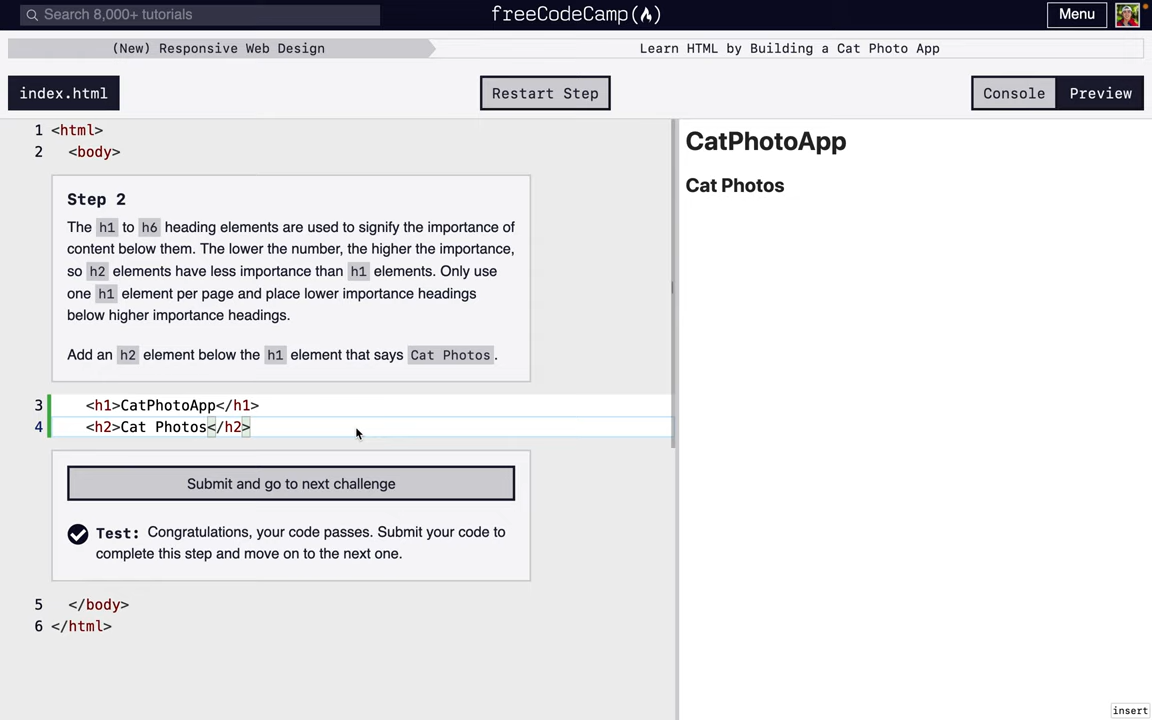 Search 8,000+ tutorials
freeCodeCamp
Menu
(New) Responsive Web Design
Learn HTML by Building a Cat Photo App
index.html
Restart Step
Console
Preview
1 <html>
2 <body>
Step 2
The h1 to h6 heading elements are used to signify the importance of
content below them. The lower the number, the higher the importance,
so h2 elements have less importance than h1 elements. Only use
one h1 element per page and place lower importance headings
below higher importance headings.
Add an h2 element below the h1 element that says Cat Photos.
3 <h1>CatPhotoApp</h1>
4 <h2>Cat Photos</h2>
Submit and go to next challenge
Test: Congratulations, your code passes. Submit your code to
complete this step and move on to the next one.
5 </body>
6 </html>
CatPhotoApp
Cat Photos
insert